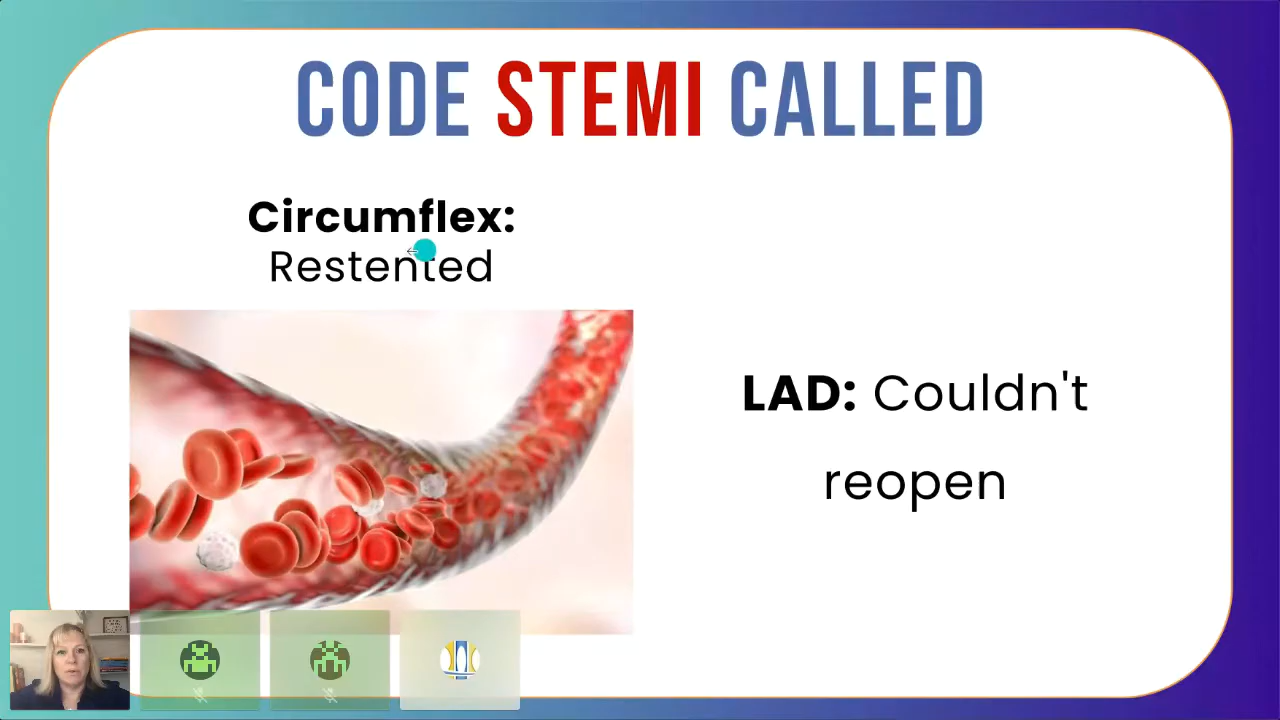 CODE STEMI CALLED
Circumflex:
Restented
LAD: Couldn't
reopen